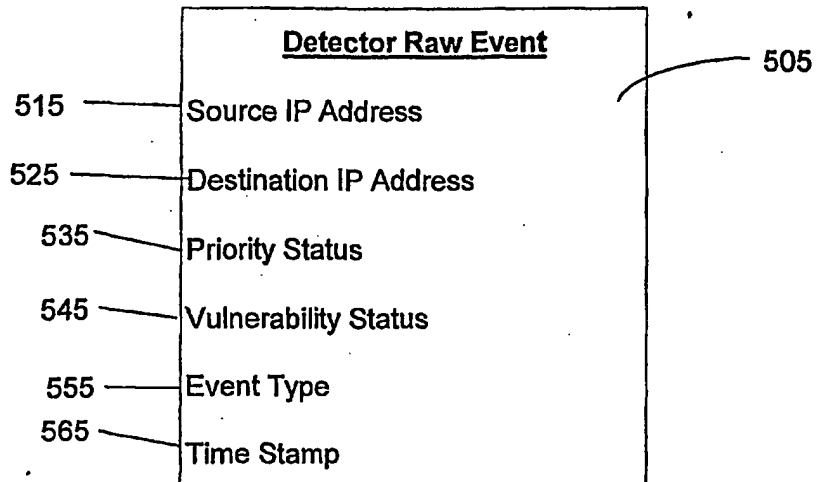 Detector Raw Event
505
515 Source IP Address
525 Destination IP Address
535 Priority Status
545 Vulnerability Status
555 Event Type
565 Time Stamp